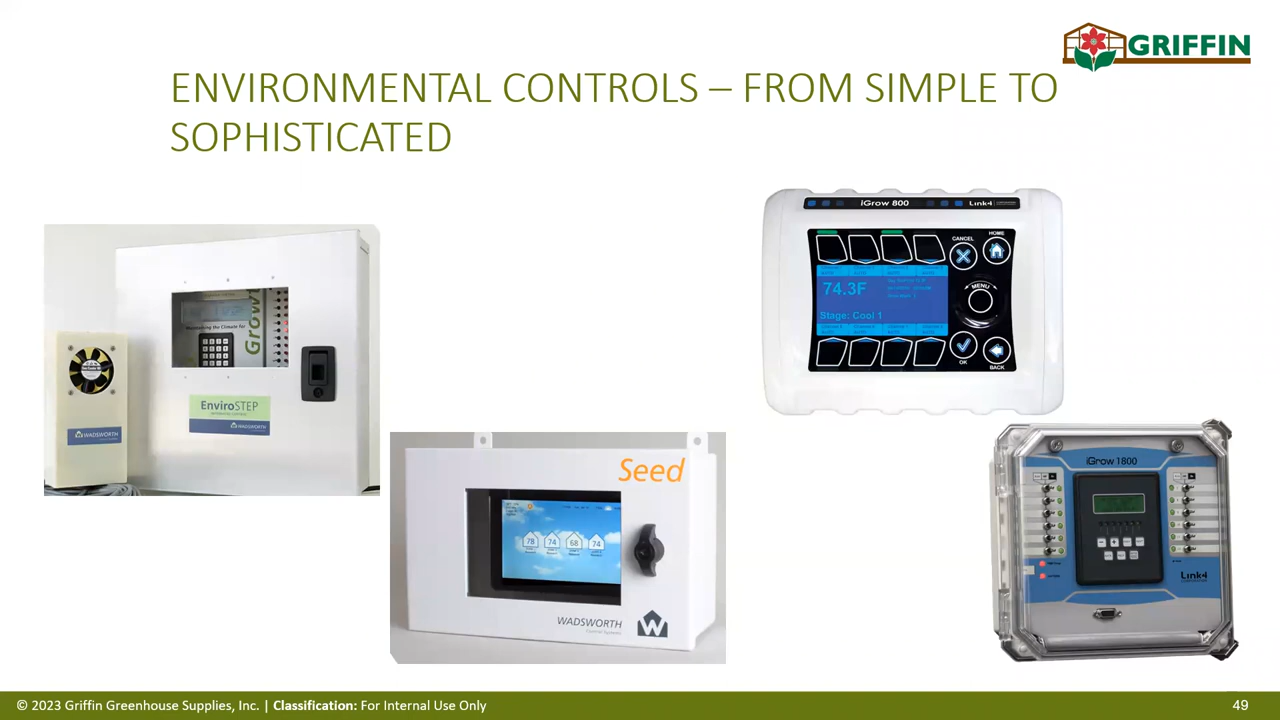 GRIFFIN
ENVIRONMENTAL CONTROLS – FROM SIMPLE TO
SOPHISTICATED
Growt
EnviroSTEP
WADSWORTH
WADSWORTH
Seed
78 74 68 74
WADSWORTH
Control Systems
iGrow 800
Link4
CANCEL
HOME
74.3F
MENU
Stage: Cool 1
OK
BACK
iGrow 1800
Link4
CORPORATION
© 2023 Griffin Greenhouse Supplies, Inc. | Classification: For Internal Use Only
49